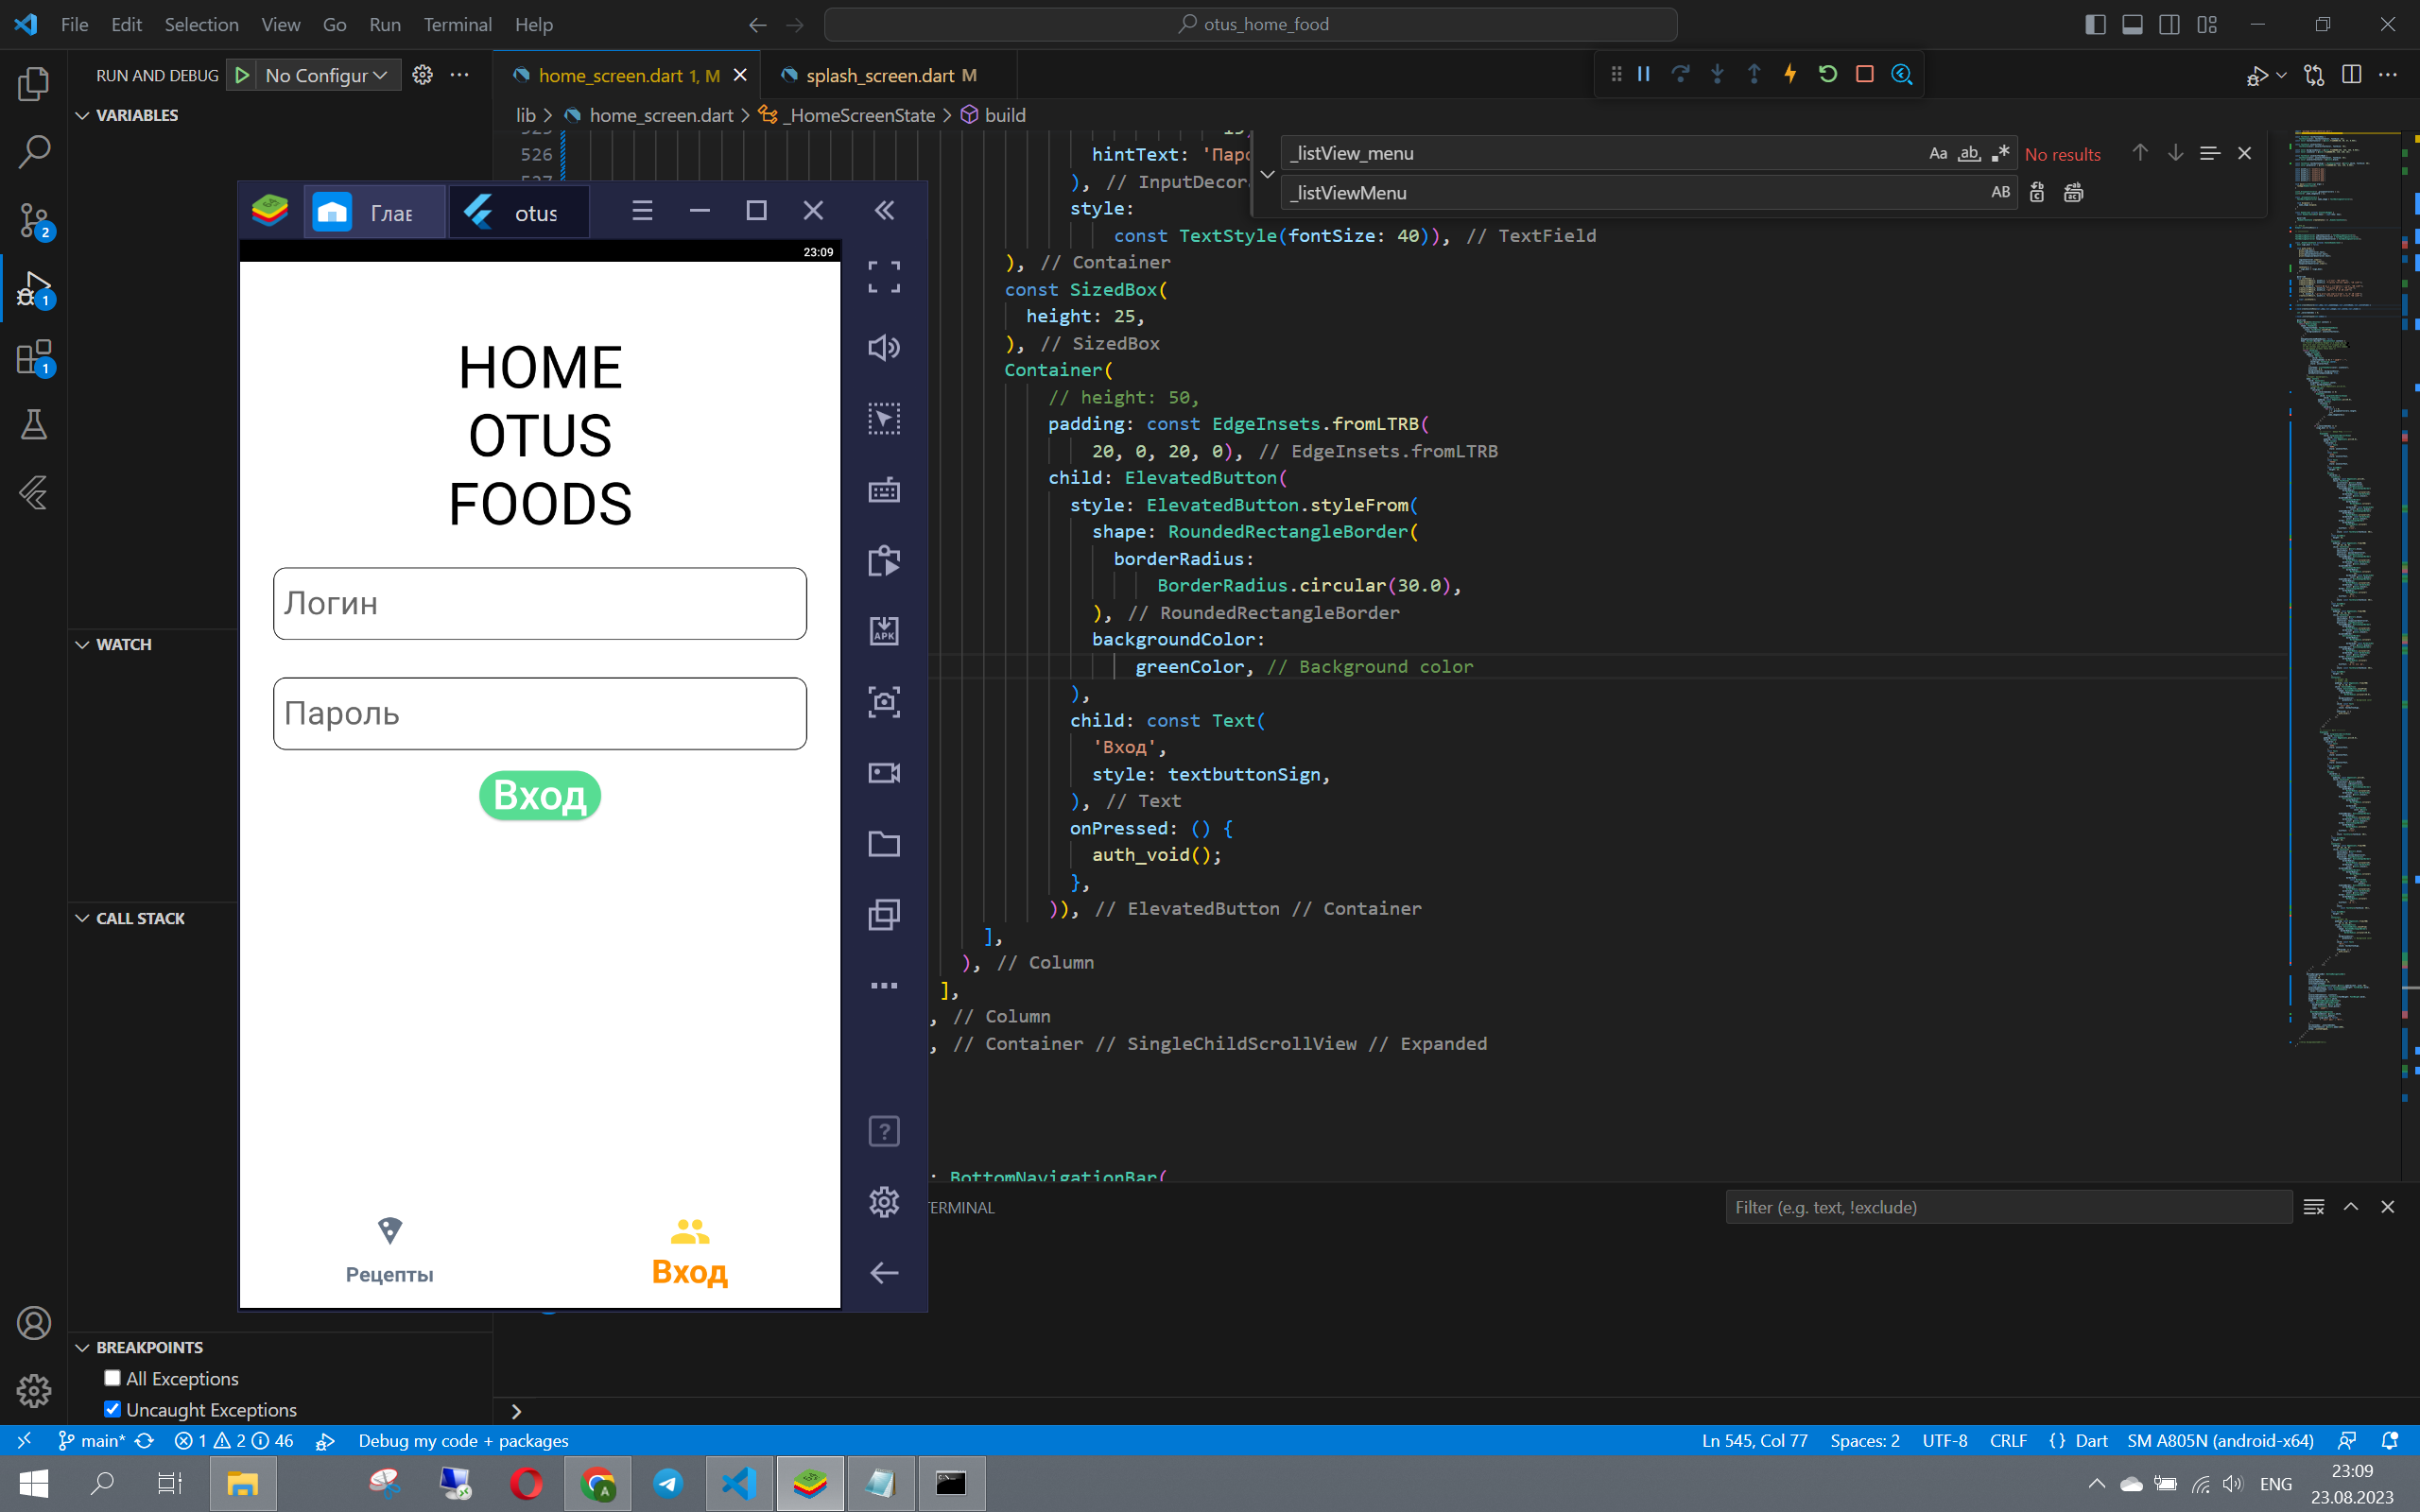 File Edit Selection View Go Run Terminal Help
otus_home_food
RUN AND DEBUG
No Configur
home_screen.dart 1, M
splash_screen.dart M
VARIABLES
lib > home_screen.dart > _HomeScreenState > build
526
hintText: 'Парo
_listView_menu
Aa ab .*
No results
), // InputDecor
_listViewMenu
AB
style:
const TextStyle(fontSize: 40)), // TextField
), // Container
const SizedBox(
height: 25,
), // SizedBox
Container(
// height: 50,
padding: const EdgeInsets.fromLTRB(
20, 0, 20, 0), // EdgeInsets.fromLTRB
child: ElevatedButton(
style: ElevatedButton.styleFrom(
shape: RoundedRectangleBorder(
borderRadius:
BorderRadius.circular(30.0),
), // RoundedRectangleBorder
backgroundColor:
greenColor, // Background color
),
child: const Text(
'Вход',
style: textbuttonSign,
), // Text
onPressed: () {
auth_void();
},
)), // ElevatedButton // Container
],
), // Column
],
, // Column
, // Container // SingleChildScrollView // Expanded
: BottomNavigationBar(
Глав
otus
23:09
HOME
OTUS
FOODS
Логин
Пароль
Вход
Рецепты
Вход
APK
WATCH
CALL STACK
BREAKPOINTS
All Exceptions
Uncaught Exceptions
ERMINAL
Filter (e.g. text, !exclude)
2
1
1
main*
1 2 46
Debug my code + packages
Ln 545, Col 77
Spaces: 2
UTF-8
CRLF
{} Dart
SM A805N (android-x64)
ENG
23:09
23.08.2023